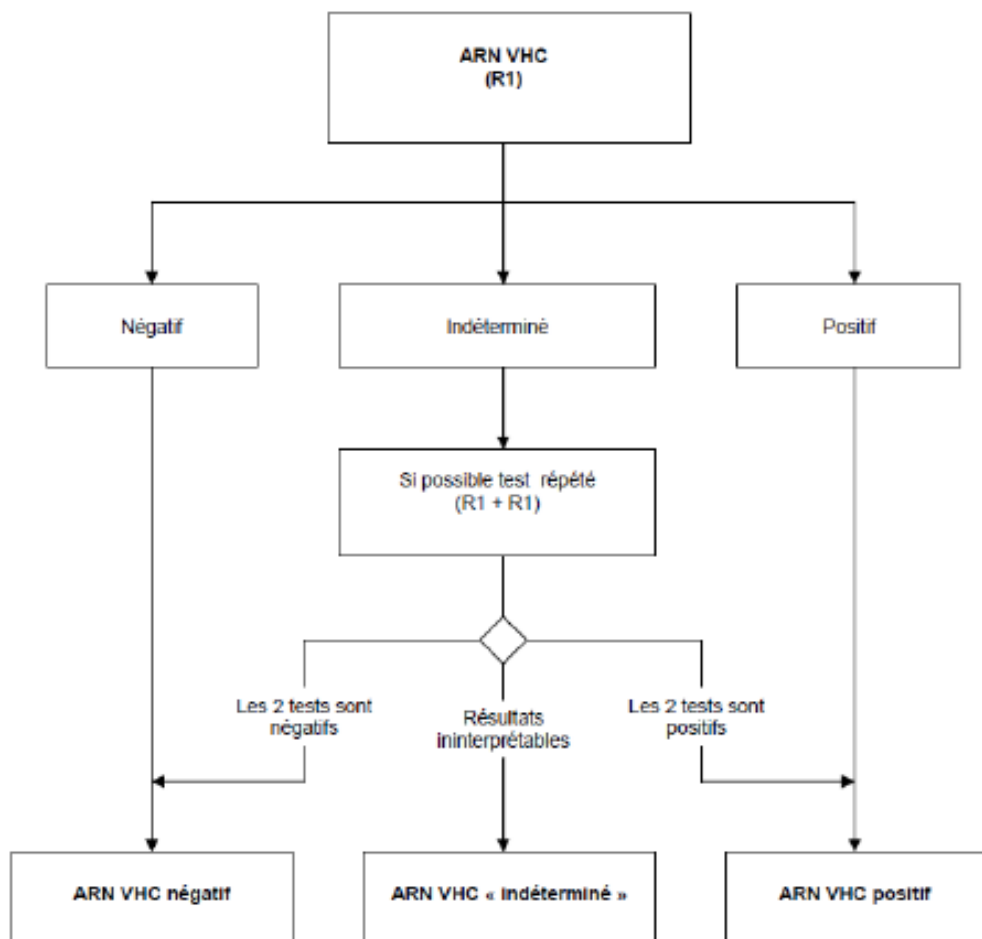 ARN VHC
(R1)
Négatif
Indéterminé
Positif
Si possible test répété
(R1 + R1)
Les 2 tests sont
négatifs
Résultats
ininterprétables
Les 2 tests sont
positifs
ARN VHC négatif
ARN VHC « indéterminé »
ARN VHC positif